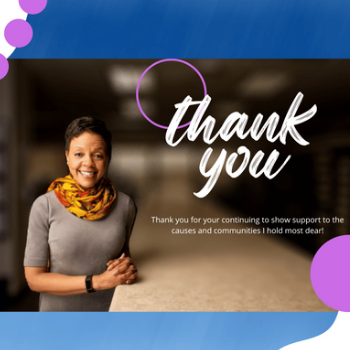 thank
you
Thank you for your continuing to show support to the
causes and communities I hold most dear!